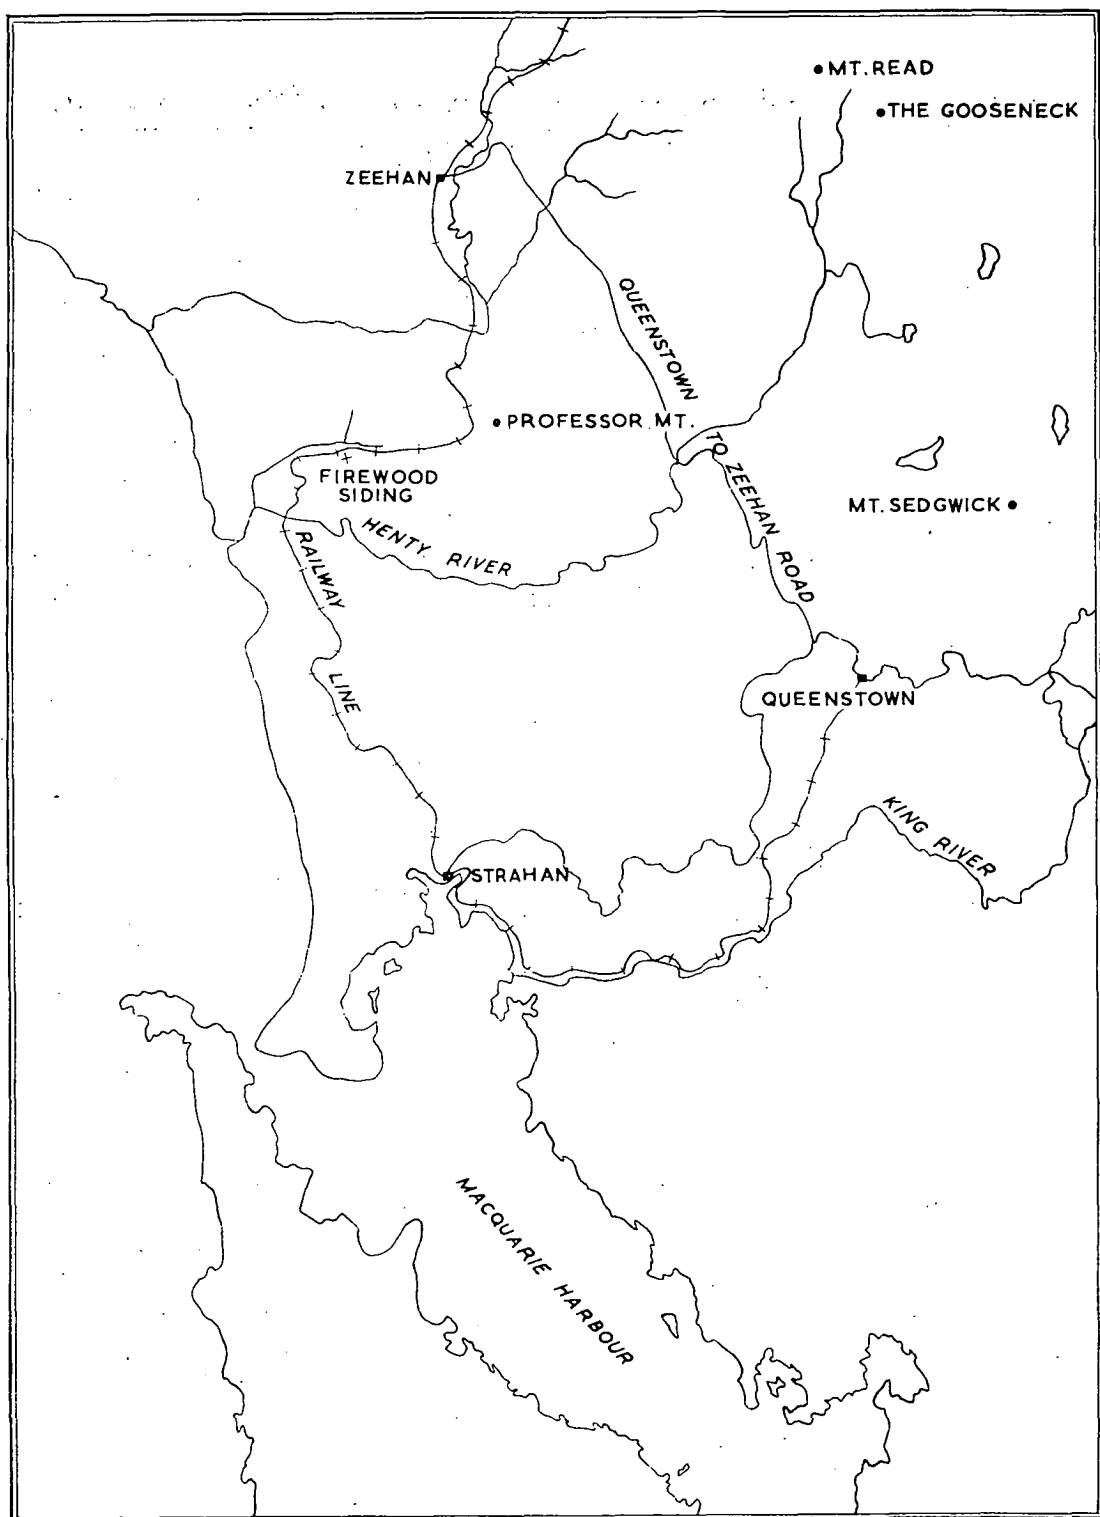 MT. READ
THE GOOSENECK
ZEEHAN
QUEENSTOWN TO ZEEHAN ROAD
PROFESSOR MT.
FIREWOOD
SIDING
MT. SEDGWICK
HENTY RIVER
RAILWAY LINE
QUEENSTOWN
KING RIVER
STRAHAN
MACQUARIE HARBOUR